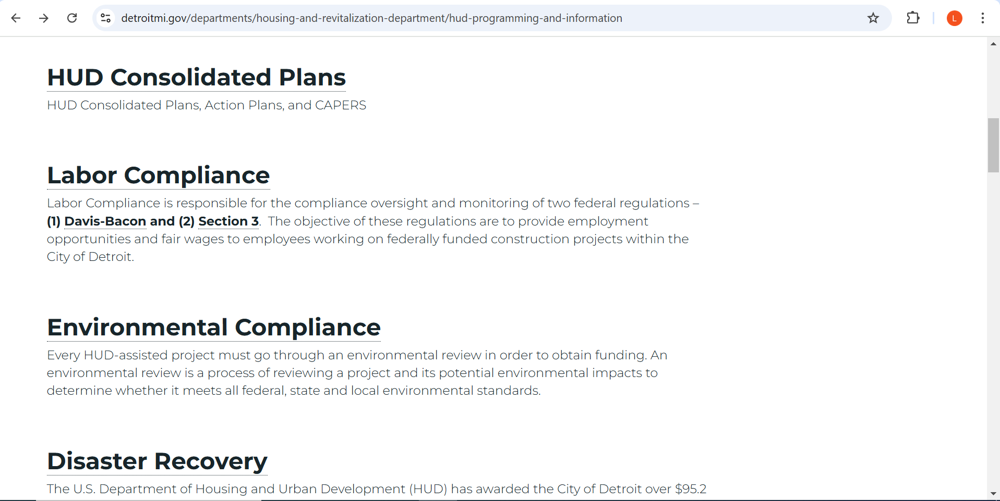 detroitmi.gov/departments/housing-and-revitalization-department/hud-programming-and-information
L
HUD Consolidated Plans
HUD Consolidated Plans, Action Plans, and CAPERS
Labor Compliance
Labor Compliance is responsible for the compliance oversight and monitoring of two federal regulations –
(1) Davis-Bacon and (2) Section 3.  The objective of these regulations are to provide employment
opportunities and fair wages to employees working on federally funded construction projects within the
City of Detroit.
Environmental Compliance
Every HUD-assisted project must go through an environmental review in order to obtain funding. An
environmental review is a process of reviewing a project and its potential environmental impacts to
determine whether it meets all federal, state and local environmental standards.
Disaster Recovery
The U.S. Department of Housing and Urban Development (HUD) has awarded the City of Detroit over $95.2